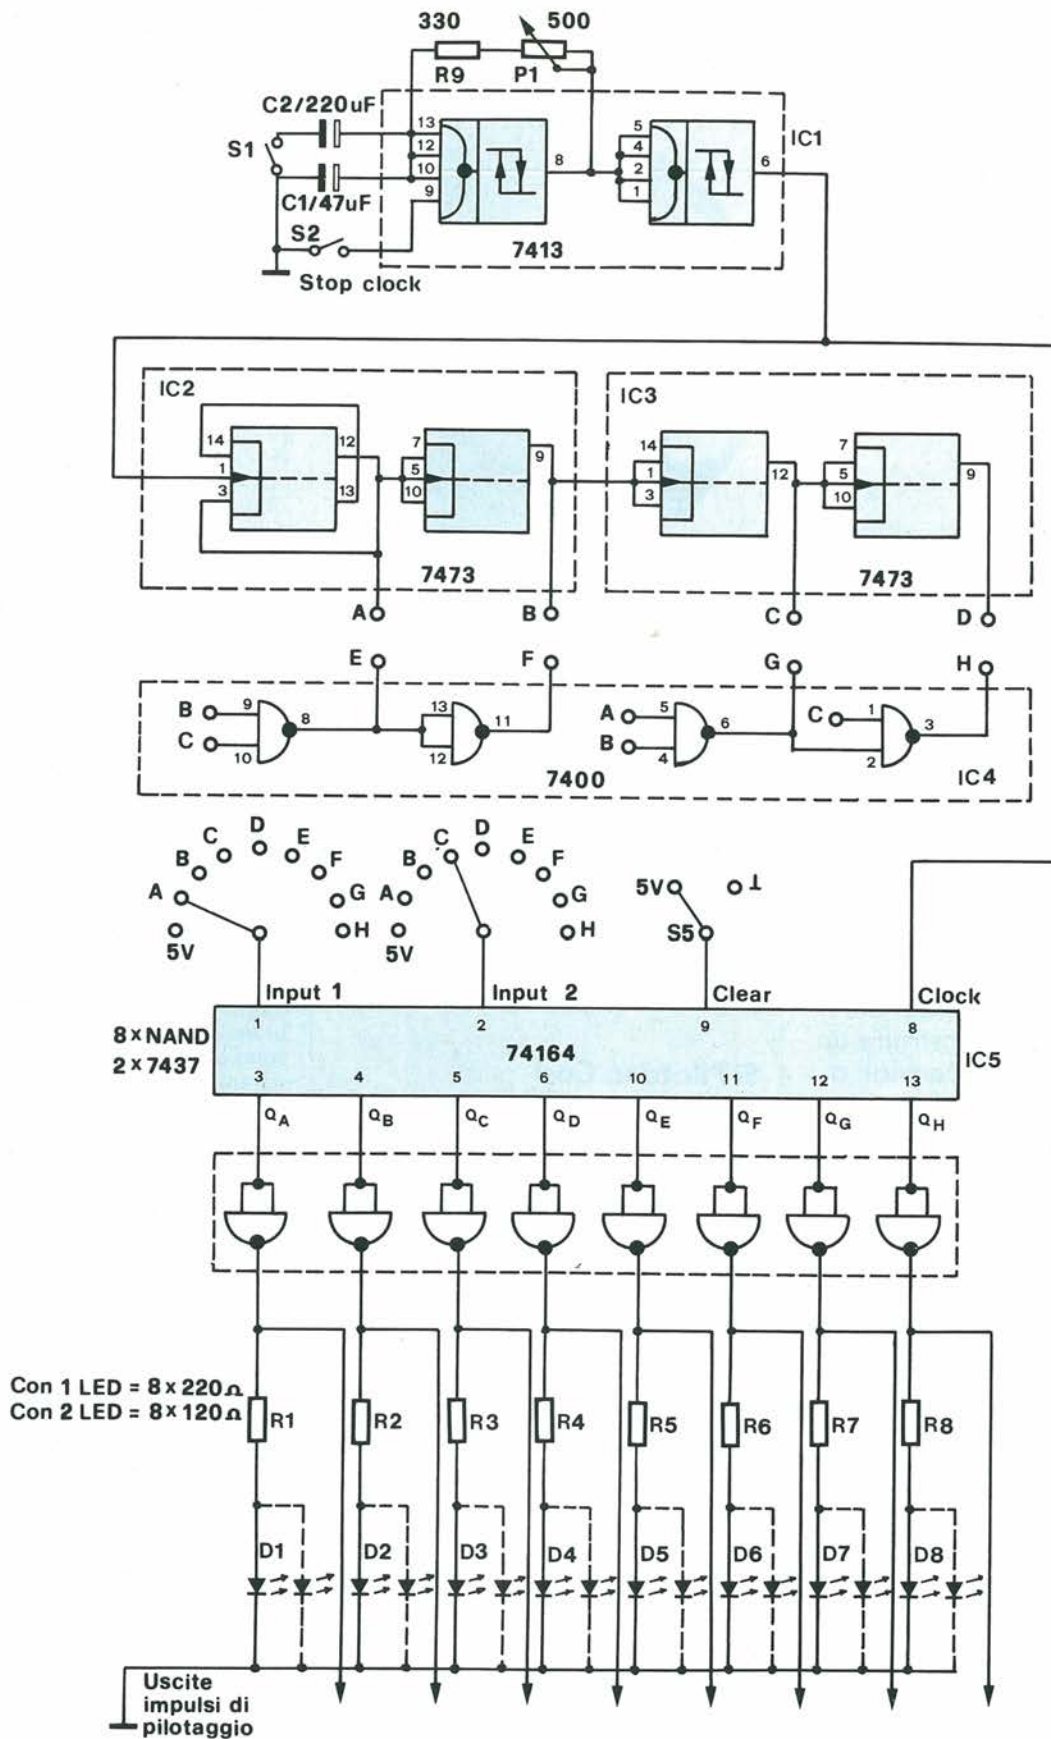 330 500
R9 P1
C2/220uF
S1
C1/47uF
13
12
10
9
8
5
4
2
1
6
IC1
S2
7413
Stop clock
IC2
14
1
3
12
13
7
5
10
9
7473
IC3
14
1
3
12
7
5
10
9
7473
A B C D
E F G H
B 9
C 10
8
13
12
11
A 5
B 4
6
C 1
2
3
7400
IC4
5V A B C D E F G H
5V A B C D E F G H
5V ⊥
S5
Input 1 Input 2 Clear Clock
8×NAND
2×7437
1 2 9 8
74164
IC5
3 4 5 6 10 11 12 13
QA QB QC QD QE QF QG QH
Con 1 LED = 8×220Ω
Con 2 LED = 8×120Ω
R1 R2 R3 R4 R5 R6 R7 R8
D1 D2 D3 D4 D5 D6 D7 D8
Uscite
impulsi di
pilotaggio